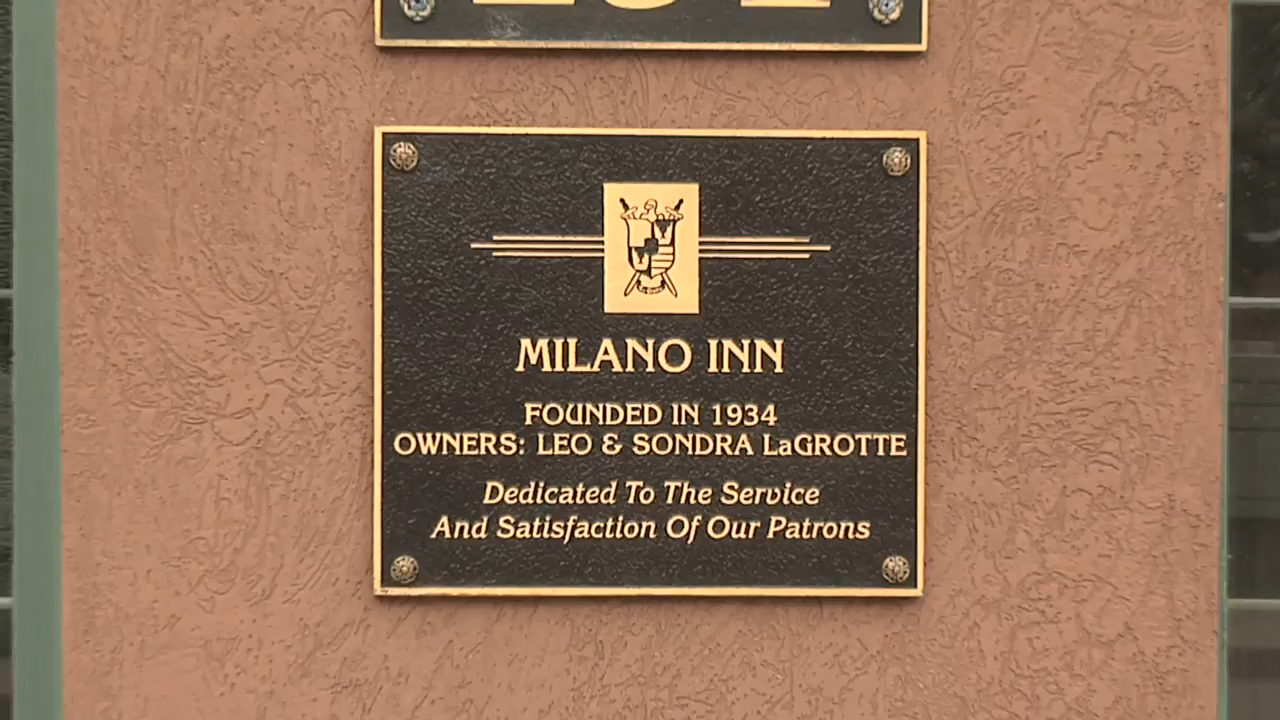 MILANO INN
FOUNDED IN 1934
OWNERS: LEO & SONDRA LaGROTTE
Dedicated To The Service
And Satisfaction Of Our Patrons